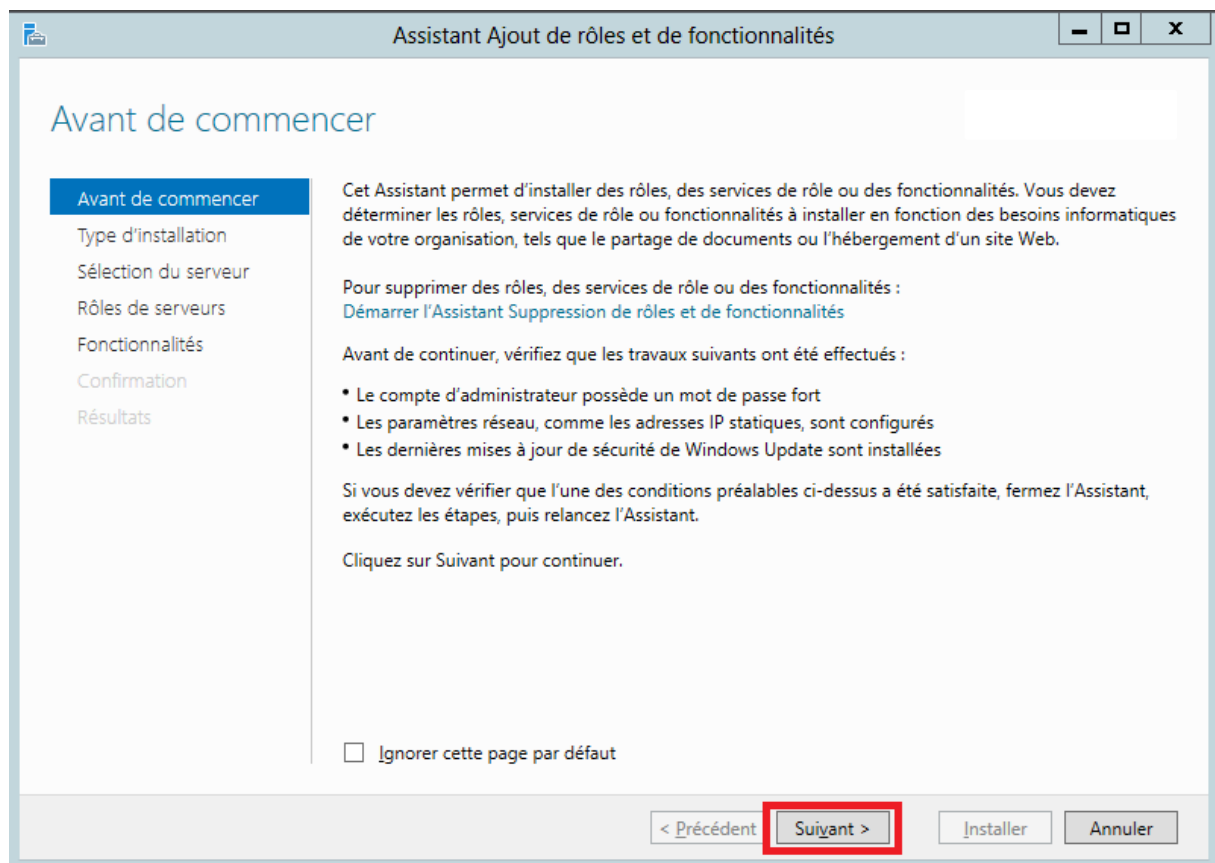 Assistant Ajout de rôles et de fonctionnalités
Avant de commencer
Avant de commencer
Type d'installation
Sélection du serveur
Rôles de serveurs
Fonctionnalités
Confirmation
Résultats
Cet Assistant permet d'installer des rôles, des services de rôle ou des fonctionnalités. Vous devez
déterminer les rôles, services de rôle ou fonctionnalités à installer en fonction des besoins informatiques
de votre organisation, tels que le partage de documents ou l'hébergement d'un site Web.
Pour supprimer des rôles, des services de rôle ou des fonctionnalités :
Démarrer l'Assistant Suppression de rôles et de fonctionnalités
Avant de continuer, vérifiez que les travaux suivants ont été effectués :
• Le compte d'administrateur possède un mot de passe fort
• Les paramètres réseau, comme les adresses IP statiques, sont configurés
• Les dernières mises à jour de sécurité de Windows Update sont installées
Si vous devez vérifier que l'une des conditions préalables ci-dessus a été satisfaite, fermez l'Assistant,
exécutez les étapes, puis relancez l'Assistant.
Cliquez sur Suivant pour continuer.
Ignorer cette page par défaut
< Précédent
Suivant >
Installer
Annuler